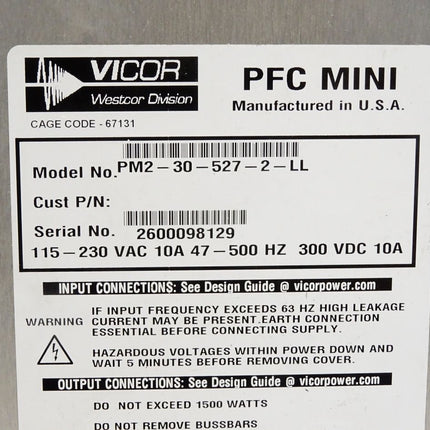 VICOR
Westcor Division
PFC MINI
Manufactured in U.S.A.
CAGE CODE - 67131
Model No. PM2-30-527-2-LL
Cust P/N:
Serial No. 2600098129
115-230 VAC 10A 47-500 HZ 300 VDC 10A
INPUT CONNECTIONS: See Design Guide @ vicorpower.com
WARNING
IF INPUT FREQUENCY EXCEEDS 63 HZ HIGH LEAKAGE
CURRENT MAY BE PRESENT.EARTH CONNECTION
ESSENTIAL BEFORE CONNECTING SUPPLY.
HAZARDOUS VOLTAGES WITHIN POWER DOWN AND
WAIT 5 MINUTES BEFORE REMOVING COVER.
OUTPUT CONNECTIONS: See Design Guide @ vicorpower.com
DO NOT EXCEED 1500 WATTS
DO NOT REMOVE BUSSBARS